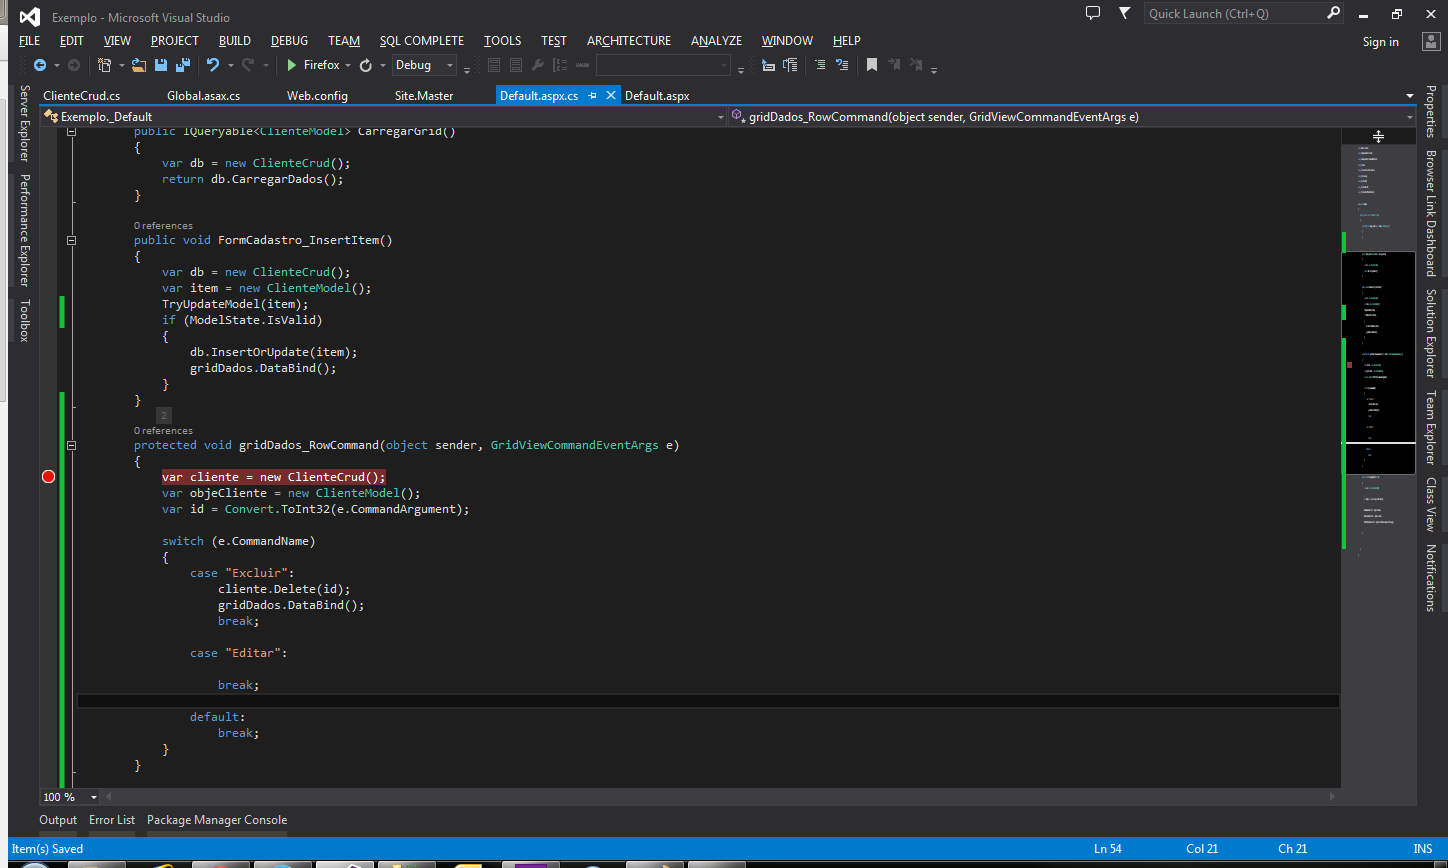 Exemplo - Microsoft Visual Studio
Quick Launch (Ctrl+Q)
FILE EDIT VIEW PROJECT BUILD DEBUG TEAM SQL COMPLETE TOOLS TEST ARCHITECTURE ANALYZE WINDOW HELP
Sign in
Firefox Debug
ClienteCrud.cs Global.asax.cs Web.config Site.Master Default.aspx.cs Default.aspx
Exemplo._Default
gridDados_RowCommand(object sender, GridViewCommandEventArgs e)
Server Explorer
Performance Explorer
Toolbox
public IQueryable<ClienteModel> CarregarGrid()
{
var db = new ClienteCrud();
return db.CarregarDados();
}
0 references
public void FormCadastro_InsertItem()
{
var db = new ClienteCrud();
var item = new ClienteModel();
TryUpdateModel(item);
if (ModelState.IsValid)
{
db.InsertOrUpdate(item);
gridDados.DataBind();
}
}
2
0 references
protected void gridDados_RowCommand(object sender, GridViewCommandEventArgs e)
{
var cliente = new ClienteCrud();
var objeCliente = new ClienteModel();
var id = Convert.ToInt32(e.CommandArgument);
switch (e.CommandName)
{
case "Excluir":
cliente.Delete(id);
gridDados.DataBind();
break;
case "Editar":
break;
default:
break;
}
}
Properties
Browser Link Dashboard
Solution Explorer
Team Explorer
Class View
Notifications
100 %
Output Error List Package Manager Console
Item(s) Saved
Ln 54 Col 21 Ch 21 INS